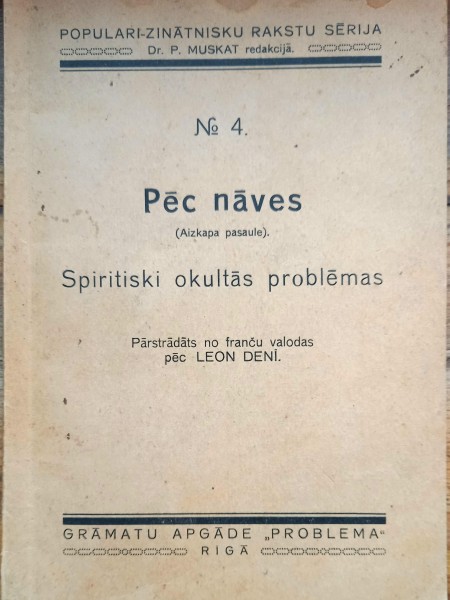 POPULARI-ZINĀTNISKU RAKSTU SĒRIJA
Dr. P. MUSKAT redakcijā.
№ 4.
Pēc nāves
(Aizkapa pasaule).
Spiritiski okultās problēmas
Pārstrādāts no franču valodas
pēc LEON DENĪ.
GRĀMATU APGĀDE „PROBLEMA“
RIGĀ